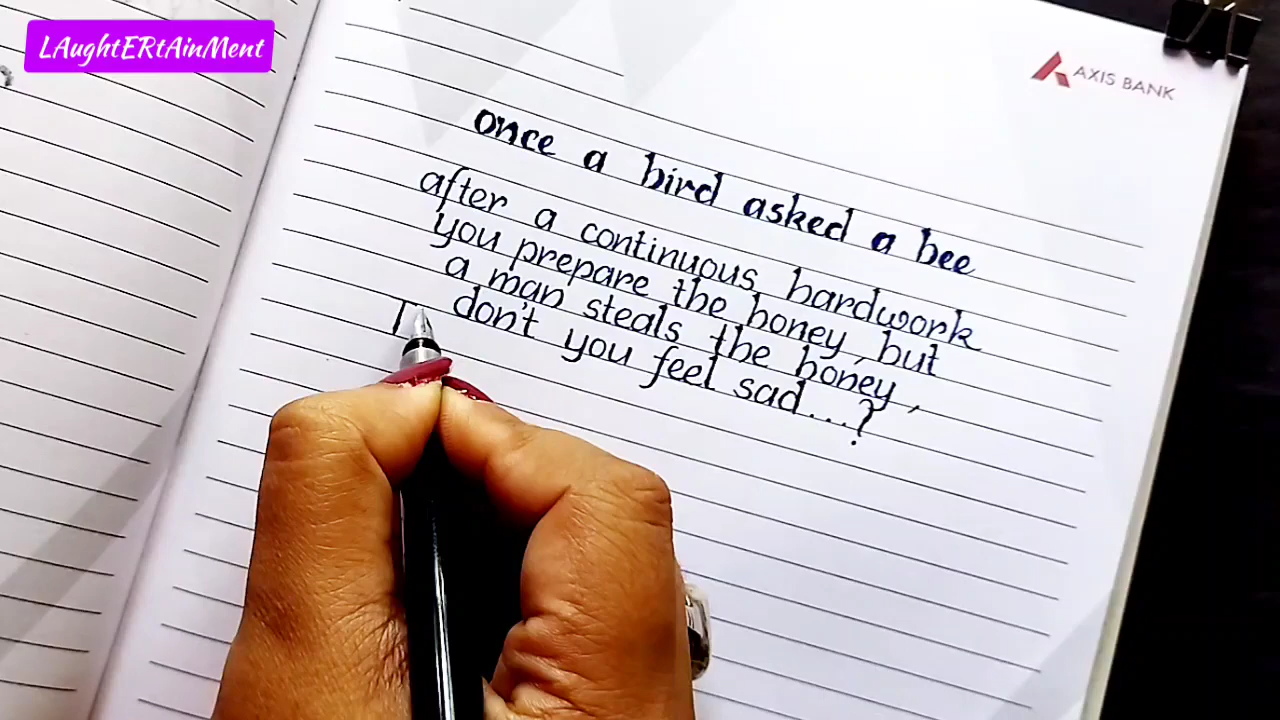 LAughtERtAinMent
AXIS BANK
once a bird asked a bee
after a continuous hardwork
you prepare the honey, but
a man steals the honey,
don't you feel sad...?